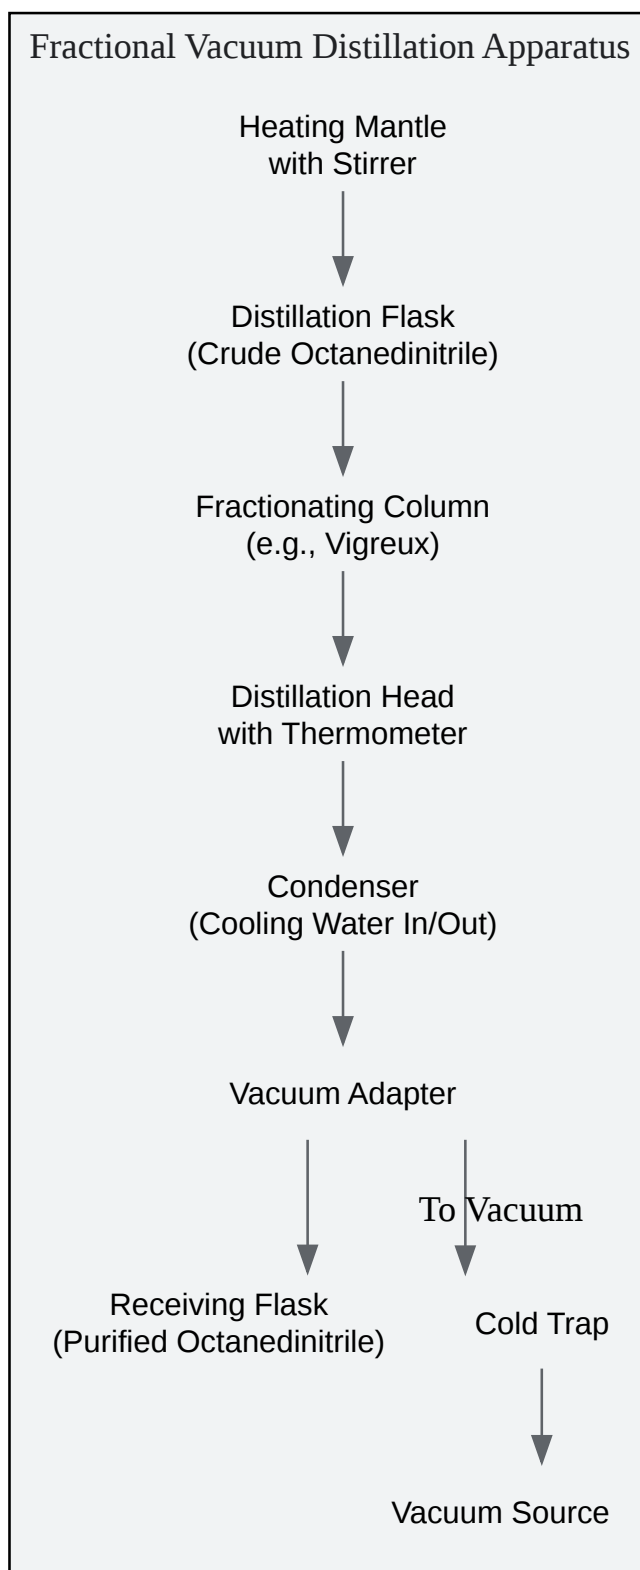 Fractional Vacuum Distillation Apparatus
Heating Mantle
with Stirrer
Distillation Flask
(Crude Octanedinitrile)
Fractionating Column
(e.g., Vigreux)
Distillation Head
with Thermometer
Condenser
(Cooling Water In/Out)
Vacuum Adapter
To Vacuum
Receiving Flask
(Purified Octanedinitrile)
Cold Trap
Vacuum Source